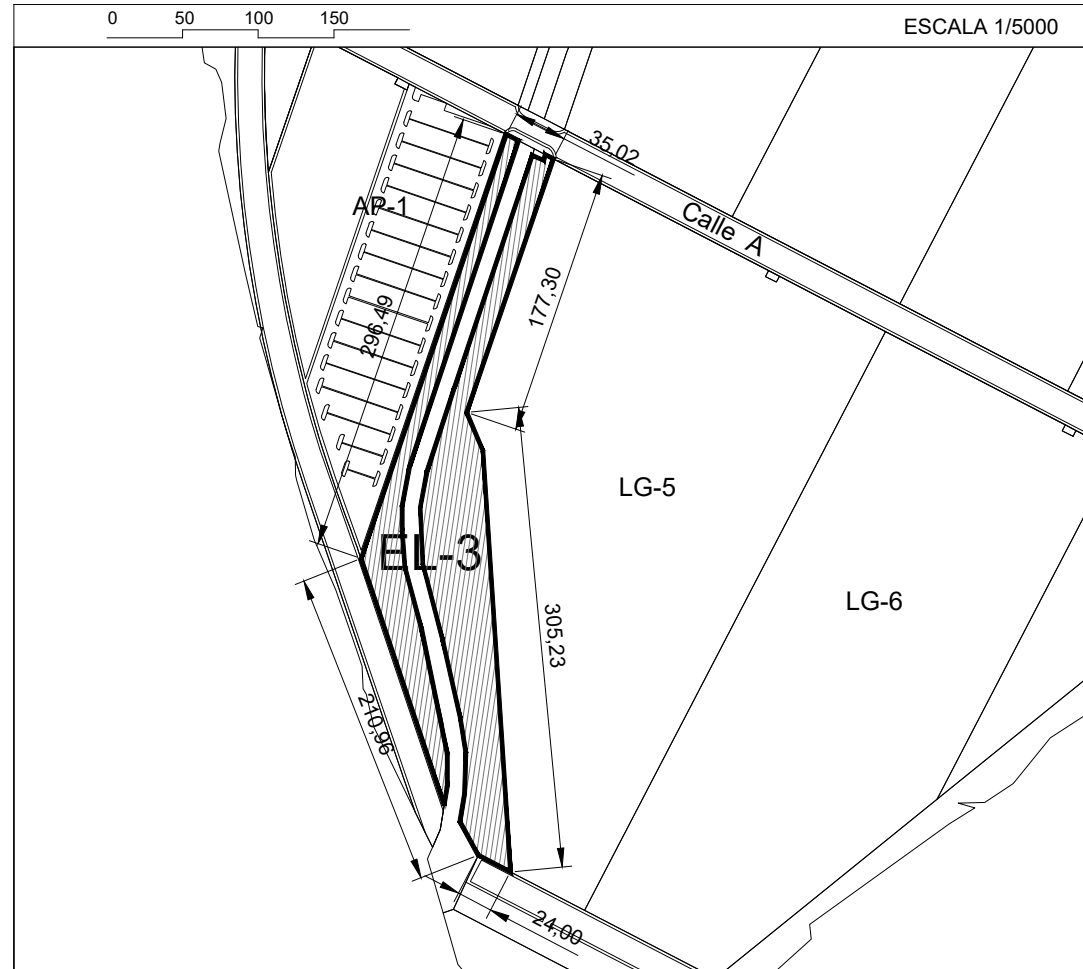 0 50 100 150
ESCALA 1/5000
35,02
AP-1
Calle A
177,30
296,49
LG-5
EL-3
LG-6
305,23
210,96
24,00